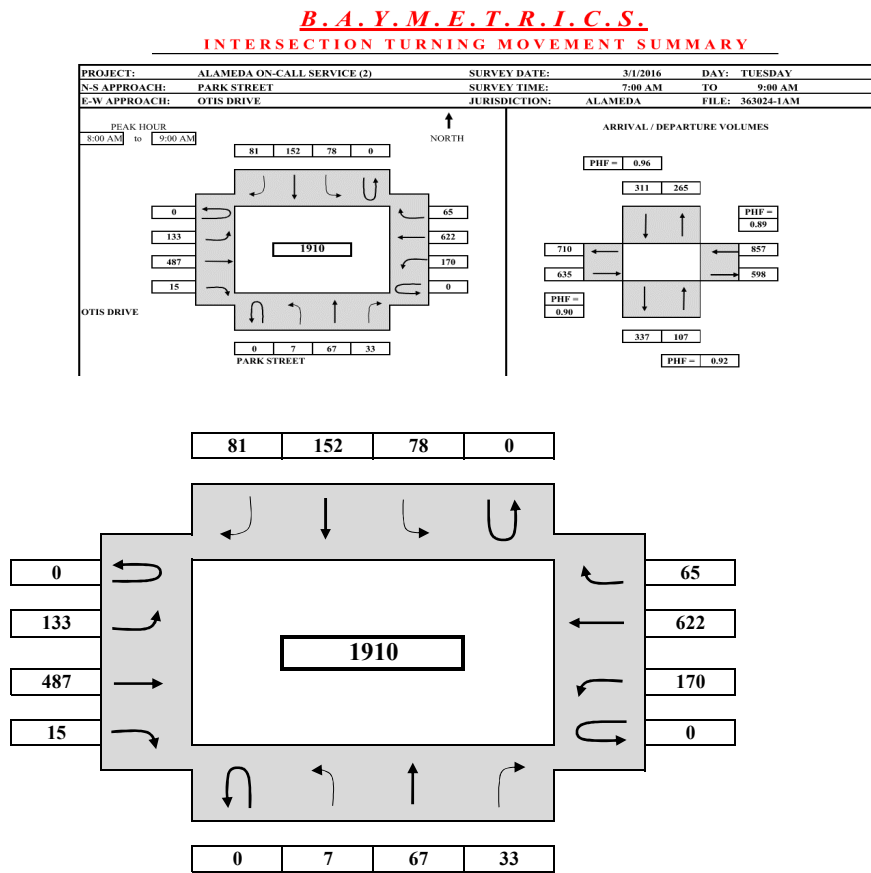 B.A.Y.M.E.T.R.I.C.S.
INTERSECTION TURNING MOVEMENT SUMMARY
PROJECT: ALAMEDA ON-CALL SERVICE (2) SURVEY DATE: 3/1/2016 DAY: TUESDAY
N-S APPROACH: PARK STREET SURVEY TIME: 7:00 AM TO 9:00 AM
E-W APPROACH: OTIS DRIVE JURISDICTION: ALAMEDA FILE: 363024-1AM
PEAK HOUR
8:00 AM to 9:00 AM
NORTH
81 152 78 0
0 65
133 622
1910
487 170
15 0
OTIS DRIVE
0 7 67 33
PARK STREET
ARRIVAL / DEPARTURE VOLUMES
PHF = 0.96
311 265
PHF =
0.89
710 857
635 598
PHF =
0.90
337 107
PHF = 0.92
81 152 78 0
0 65
133 622
1910
487 170
15 0
0 7 67 33